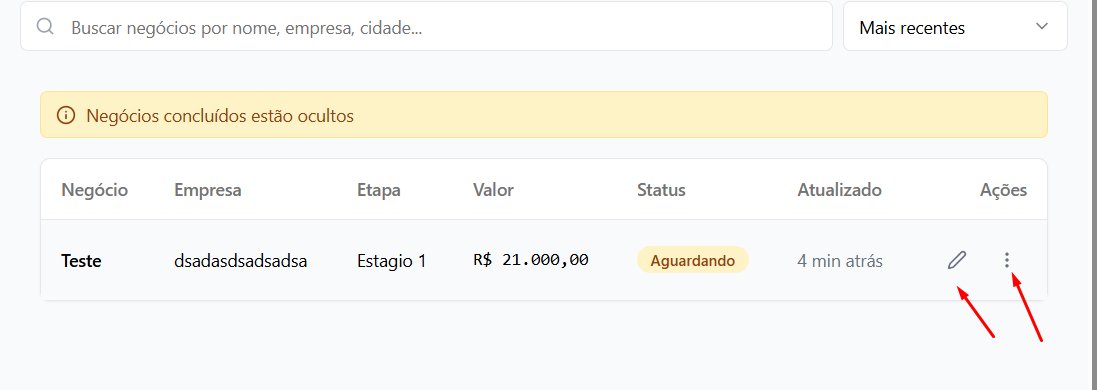 Buscar negócios por nome, empresa, cidade...
Mais recentes
Negócios concluídos estão ocultos
Negócio Empresa Etapa Valor Status Atualizado Ações
Teste dsadasdsadsadsa Estagio 1 R$ 21.000,00 Aguardando 4 min atrás